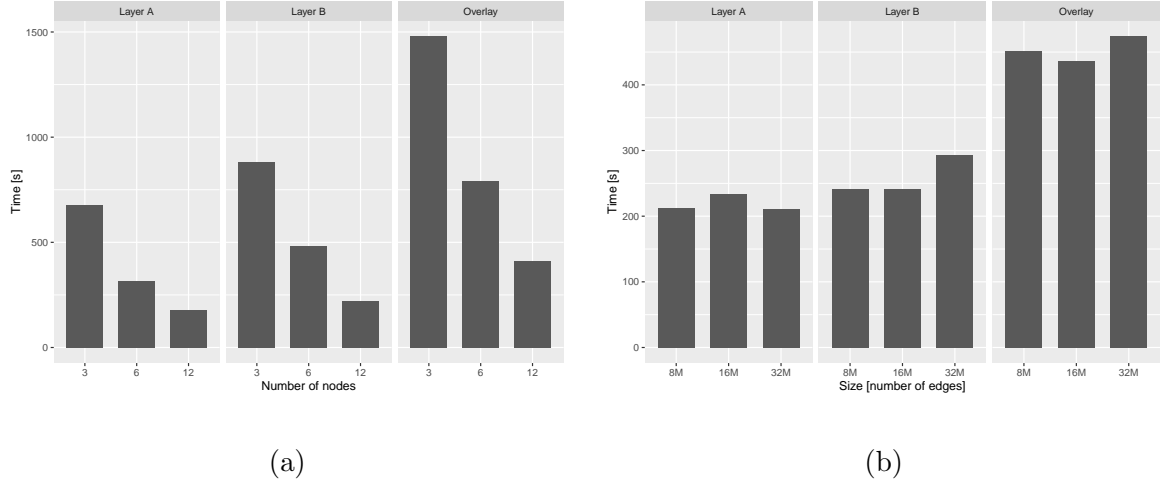 Layer A Layer B Overlay
1500
1000
500
0
Time [s]
3 6 12 3 6 12 3 6 12
Number of nodes
(a)
Layer A Layer B Overlay
400
300
200
100
0
Time [s]
8M 16M 32M 8M 16M 32M 8M 16M 32M
Size [number of edges]
(b)